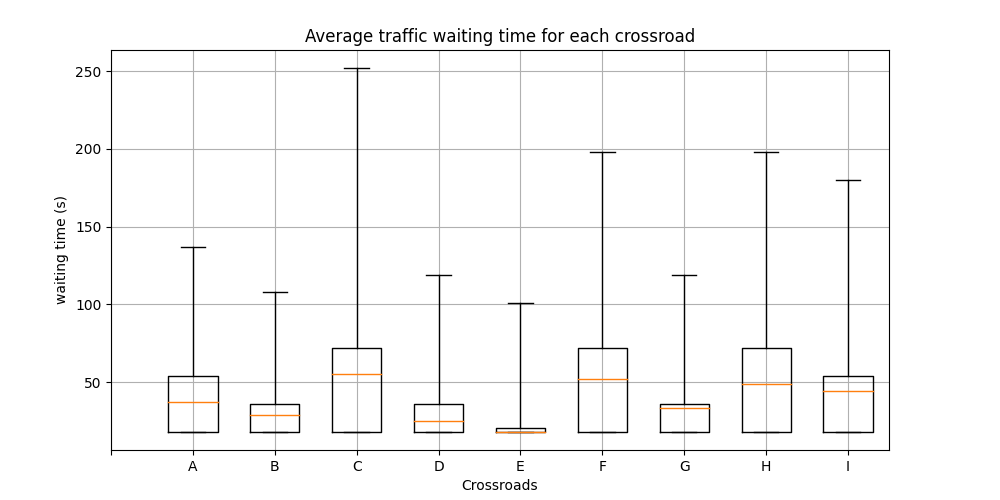 Average traffic waiting time for each crossroad
250
200
150
100
50
waiting time (s)
A B C D E F G H I
Crossroads